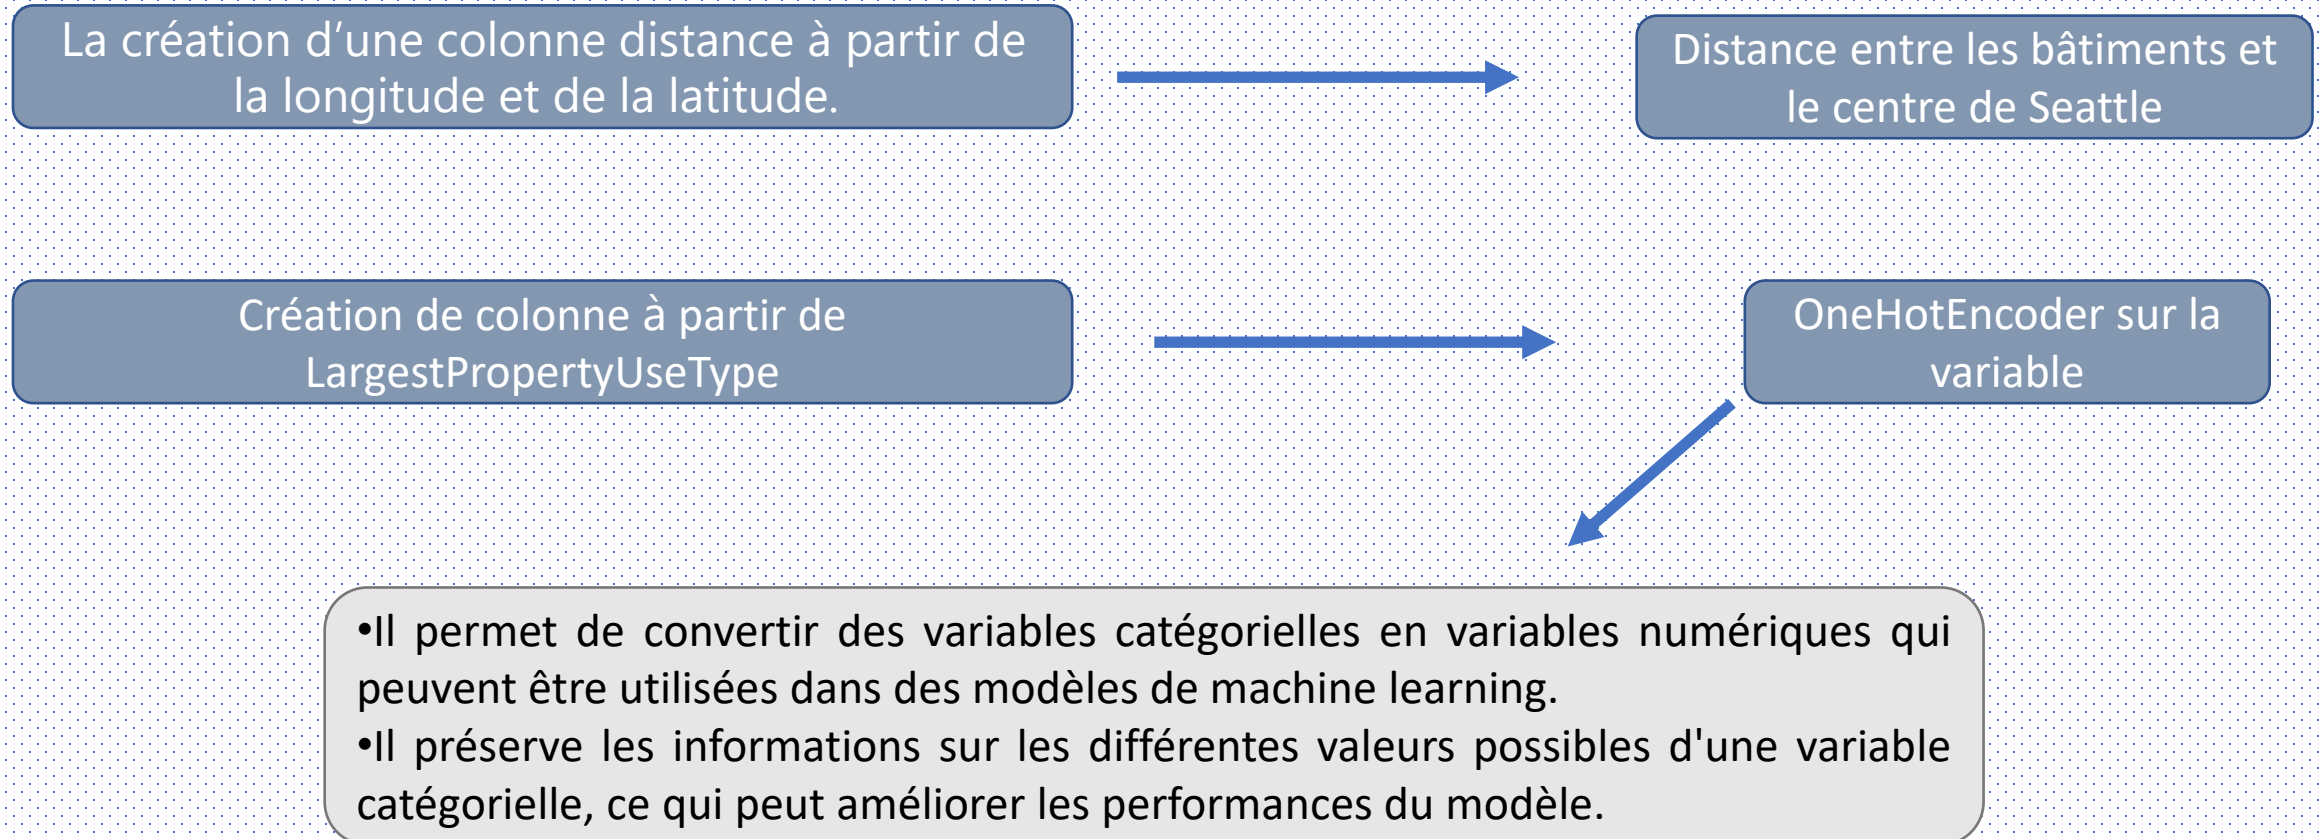 La création d’une colonne distance à partir de
la longitude et de la latitude.
Distance entre les bâtiments et
le centre de Seattle
Création de colonne à partir de
LargestPropertyUseType
OneHotEncoder sur la
variable
•Il permet de convertir des variables catégorielles en variables numériques qui
peuvent être utilisées dans des modèles de machine learning.
•Il préserve les informations sur les différentes valeurs possibles d'une variable
catégorielle, ce qui peut améliorer les performances du modèle.